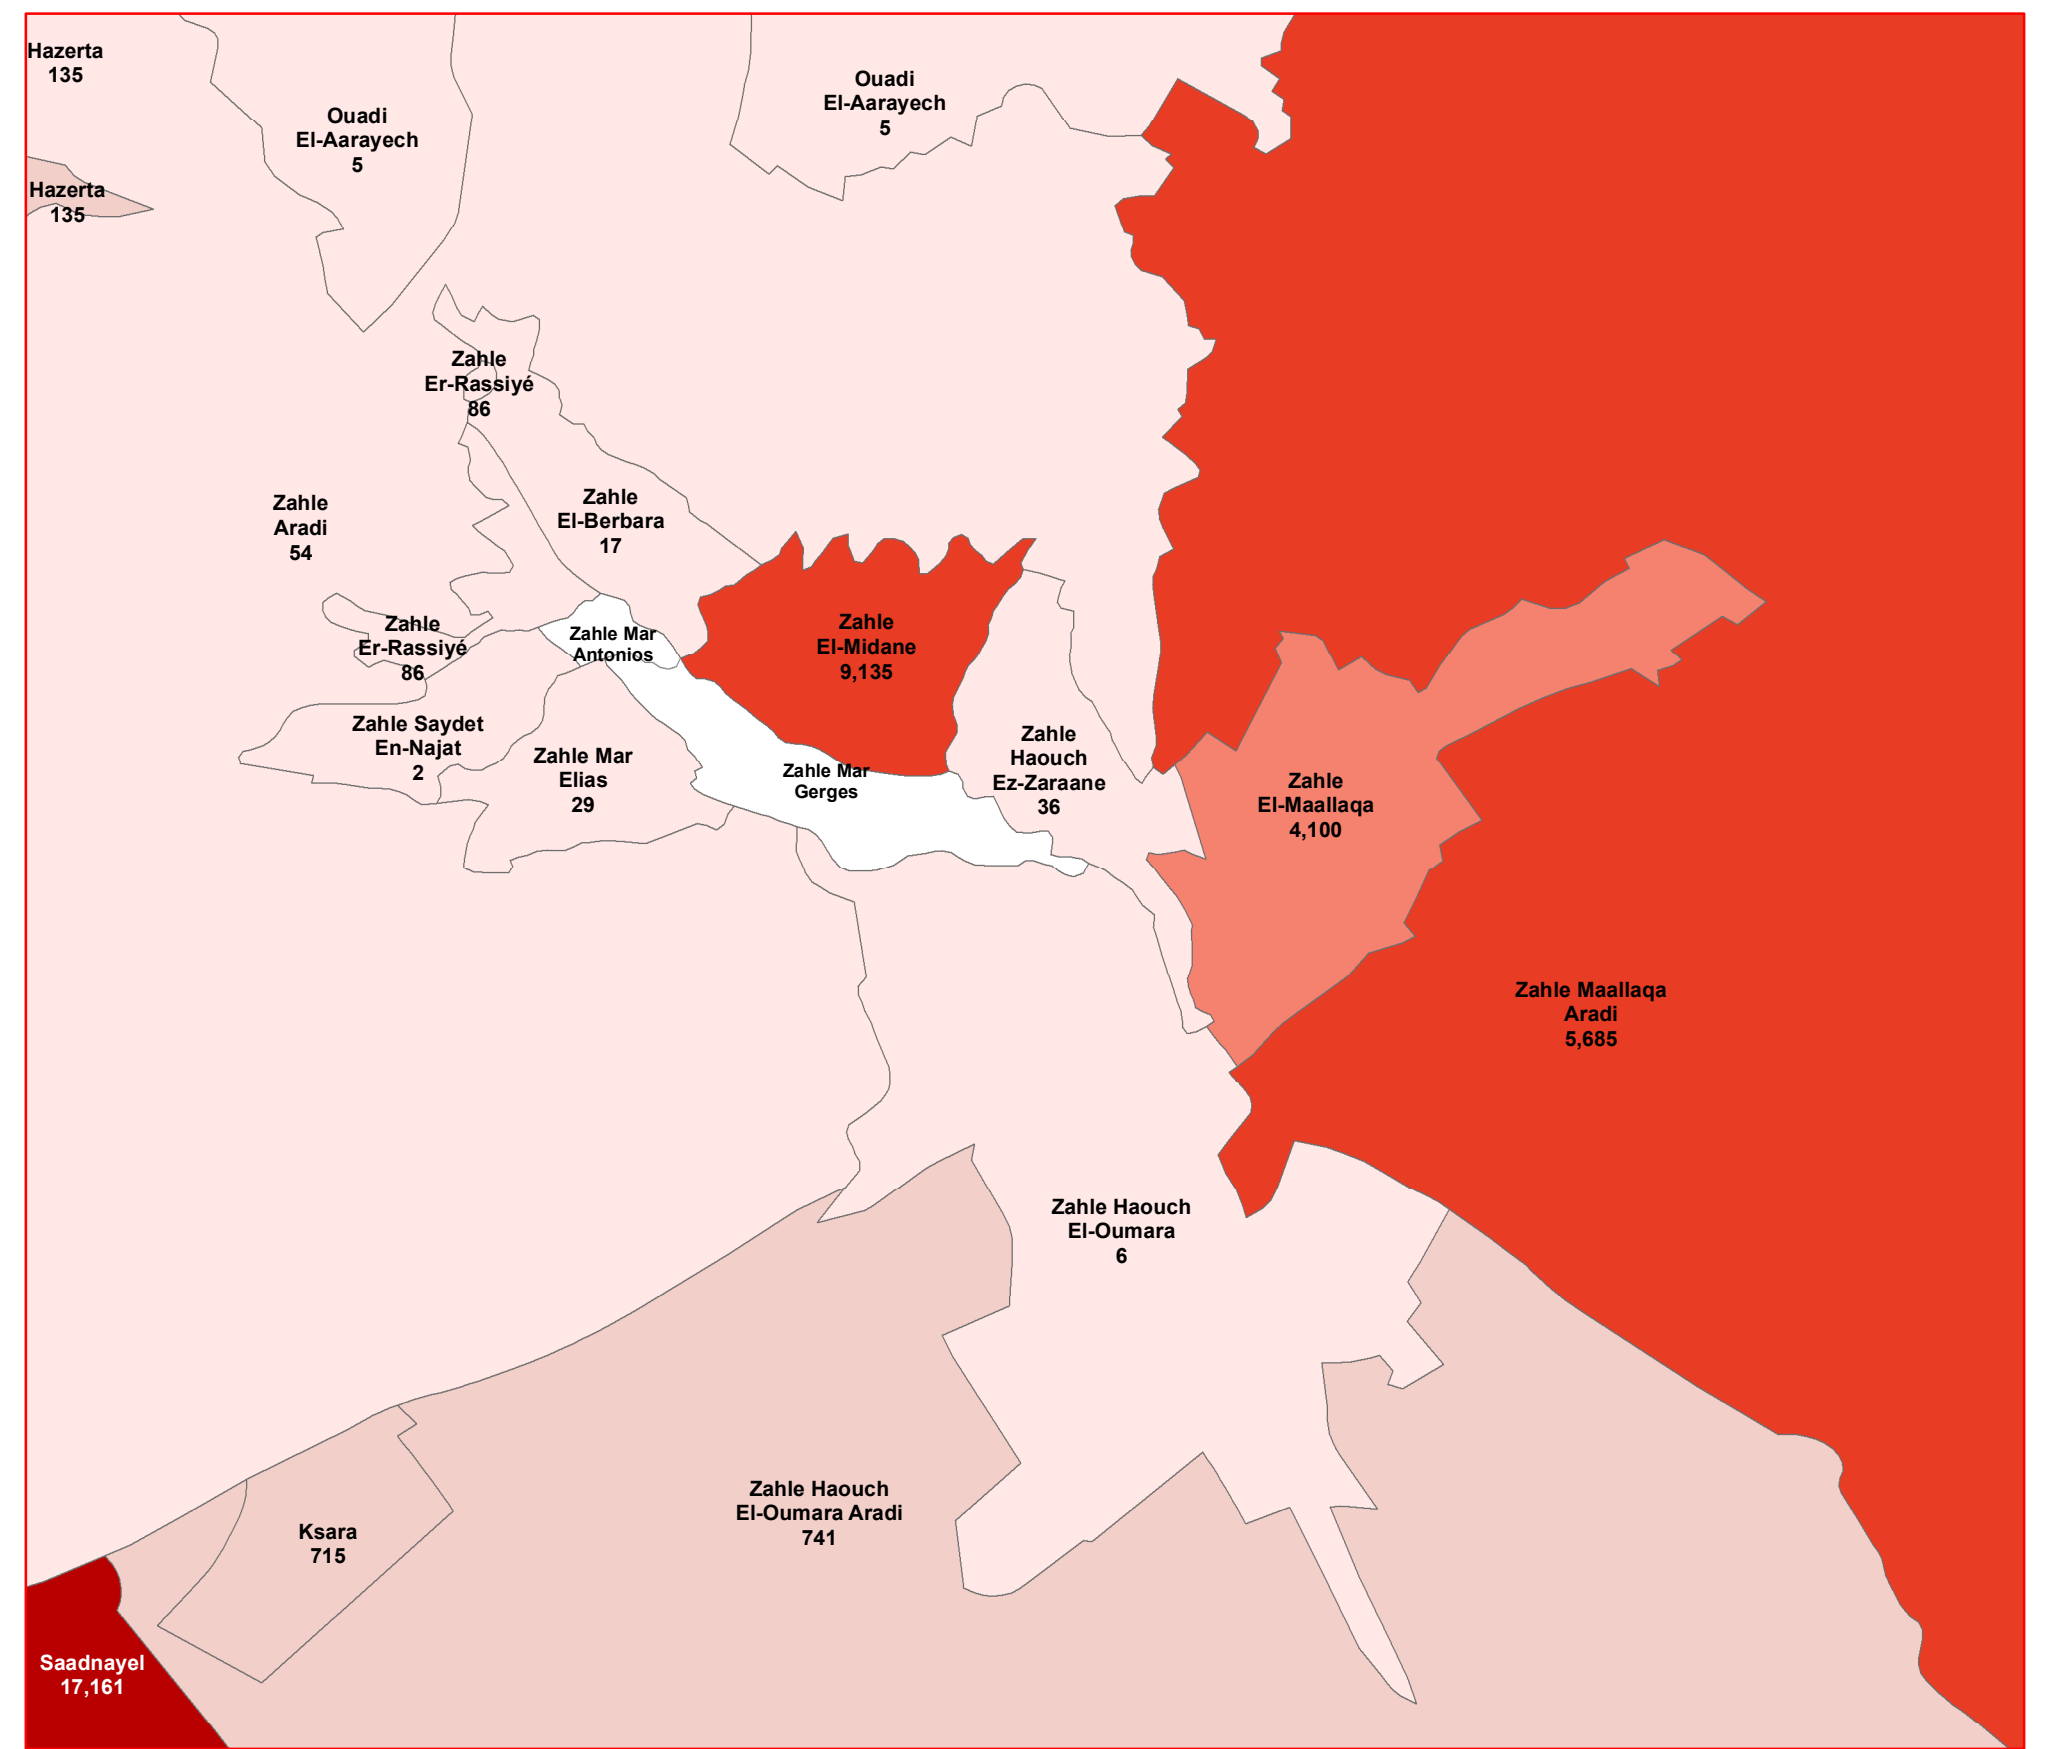 Hazerta
135
Ouadi
El-Aarayech
5
Ouadi
El-Aarayech
5
Hazerta
135
Zahle
Er-Rassiyé
86
Zahle
Aradi
54
Zahle
El-Berbara
17
Zahle
Er-Rassiyé
86
Zahle Mar
Antonios
Zahle
El-Midane
9,135
Zahle Saydet
En-Najat
2
Zahle Mar
Elias
29
Zahle Mar
Gerges
Zahle
Haouch
Ez-Zaraane
36
Zahle
El-Maallaqa
4,100
Zahle Maallaqa
Aradi
5,685
Zahle Haouch
El-Oumara
6
Zahle Haouch
El-Oumara Aradi
741
Ksara
715
Saadnayel
17,161